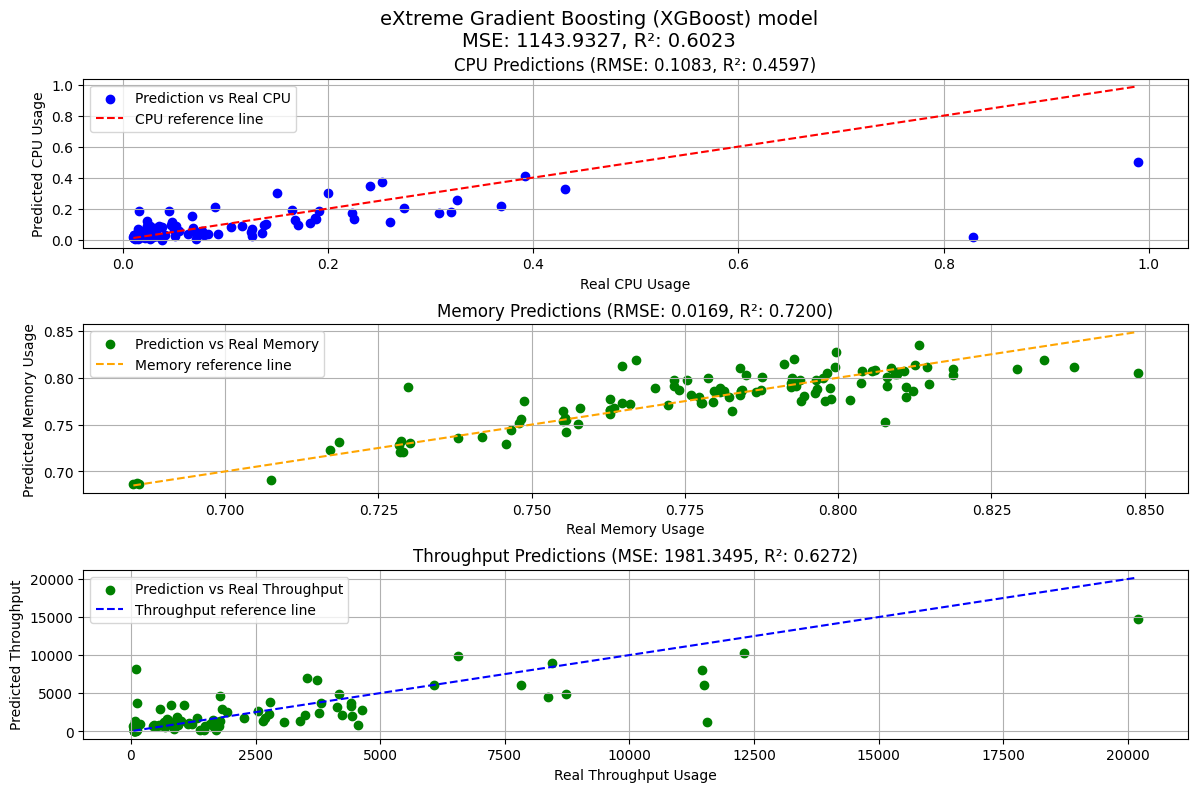 eXtreme Gradient Boosting (XGBoost) model
MSE: 1143.9327, R²: 0.6023
CPU Predictions (RMSE: 0.1083, R²: 0.4597)
Prediction vs Real CPU
CPU reference line
Predicted CPU Usage
1.0
0.8
0.6
0.4
0.2
0.0
0.0 0.2 0.4 0.6 0.8 1.0
Real CPU Usage
Memory Predictions (RMSE: 0.0169, R²: 0.7200)
Prediction vs Real Memory
Memory reference line
Predicted Memory Usage
0.85
0.80
0.75
0.70
0.700 0.725 0.750 0.775 0.800 0.825 0.850
Real Memory Usage
Throughput Predictions (MSE: 1981.3495, R²: 0.6272)
Prediction vs Real Throughput
Throughput reference line
Predicted Throughput
20000
15000
10000
5000
0
0 2500 5000 7500 10000 12500 15000 17500 20000
Real Throughput Usage